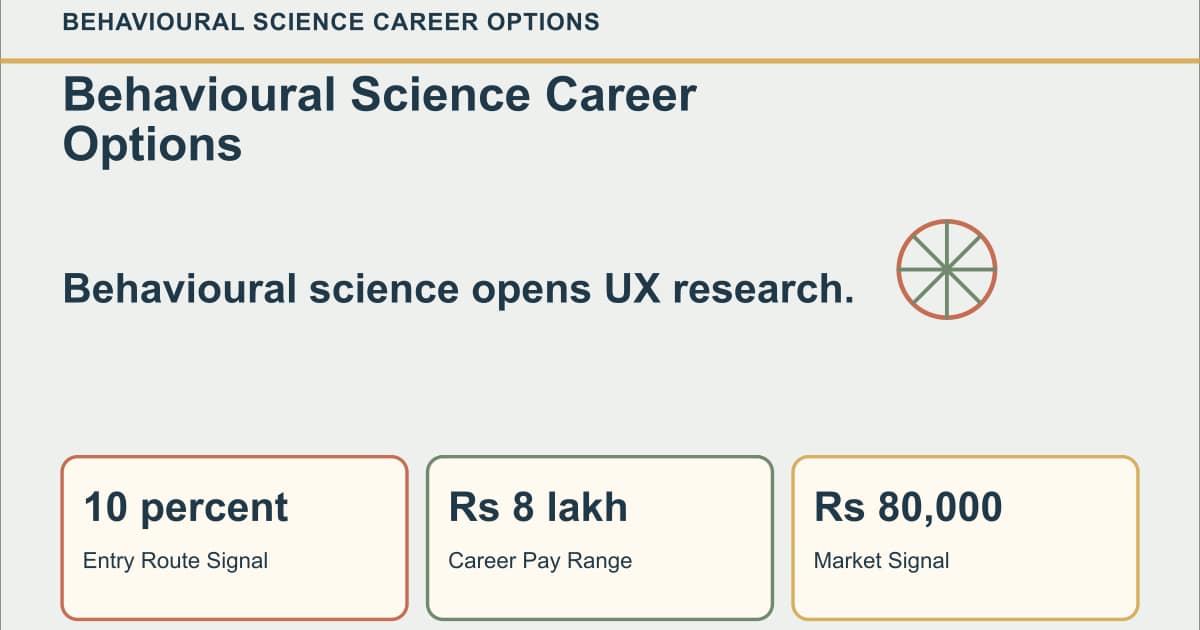 BEHAVIOURAL SCIENCE CAREER OPTIONS
Behavioural Science Career
Options
Behavioural science opens UX research.
10 percent
Entry Route Signal
Rs 8 lakh
Career Pay Range
Rs 80,000
Market Signal